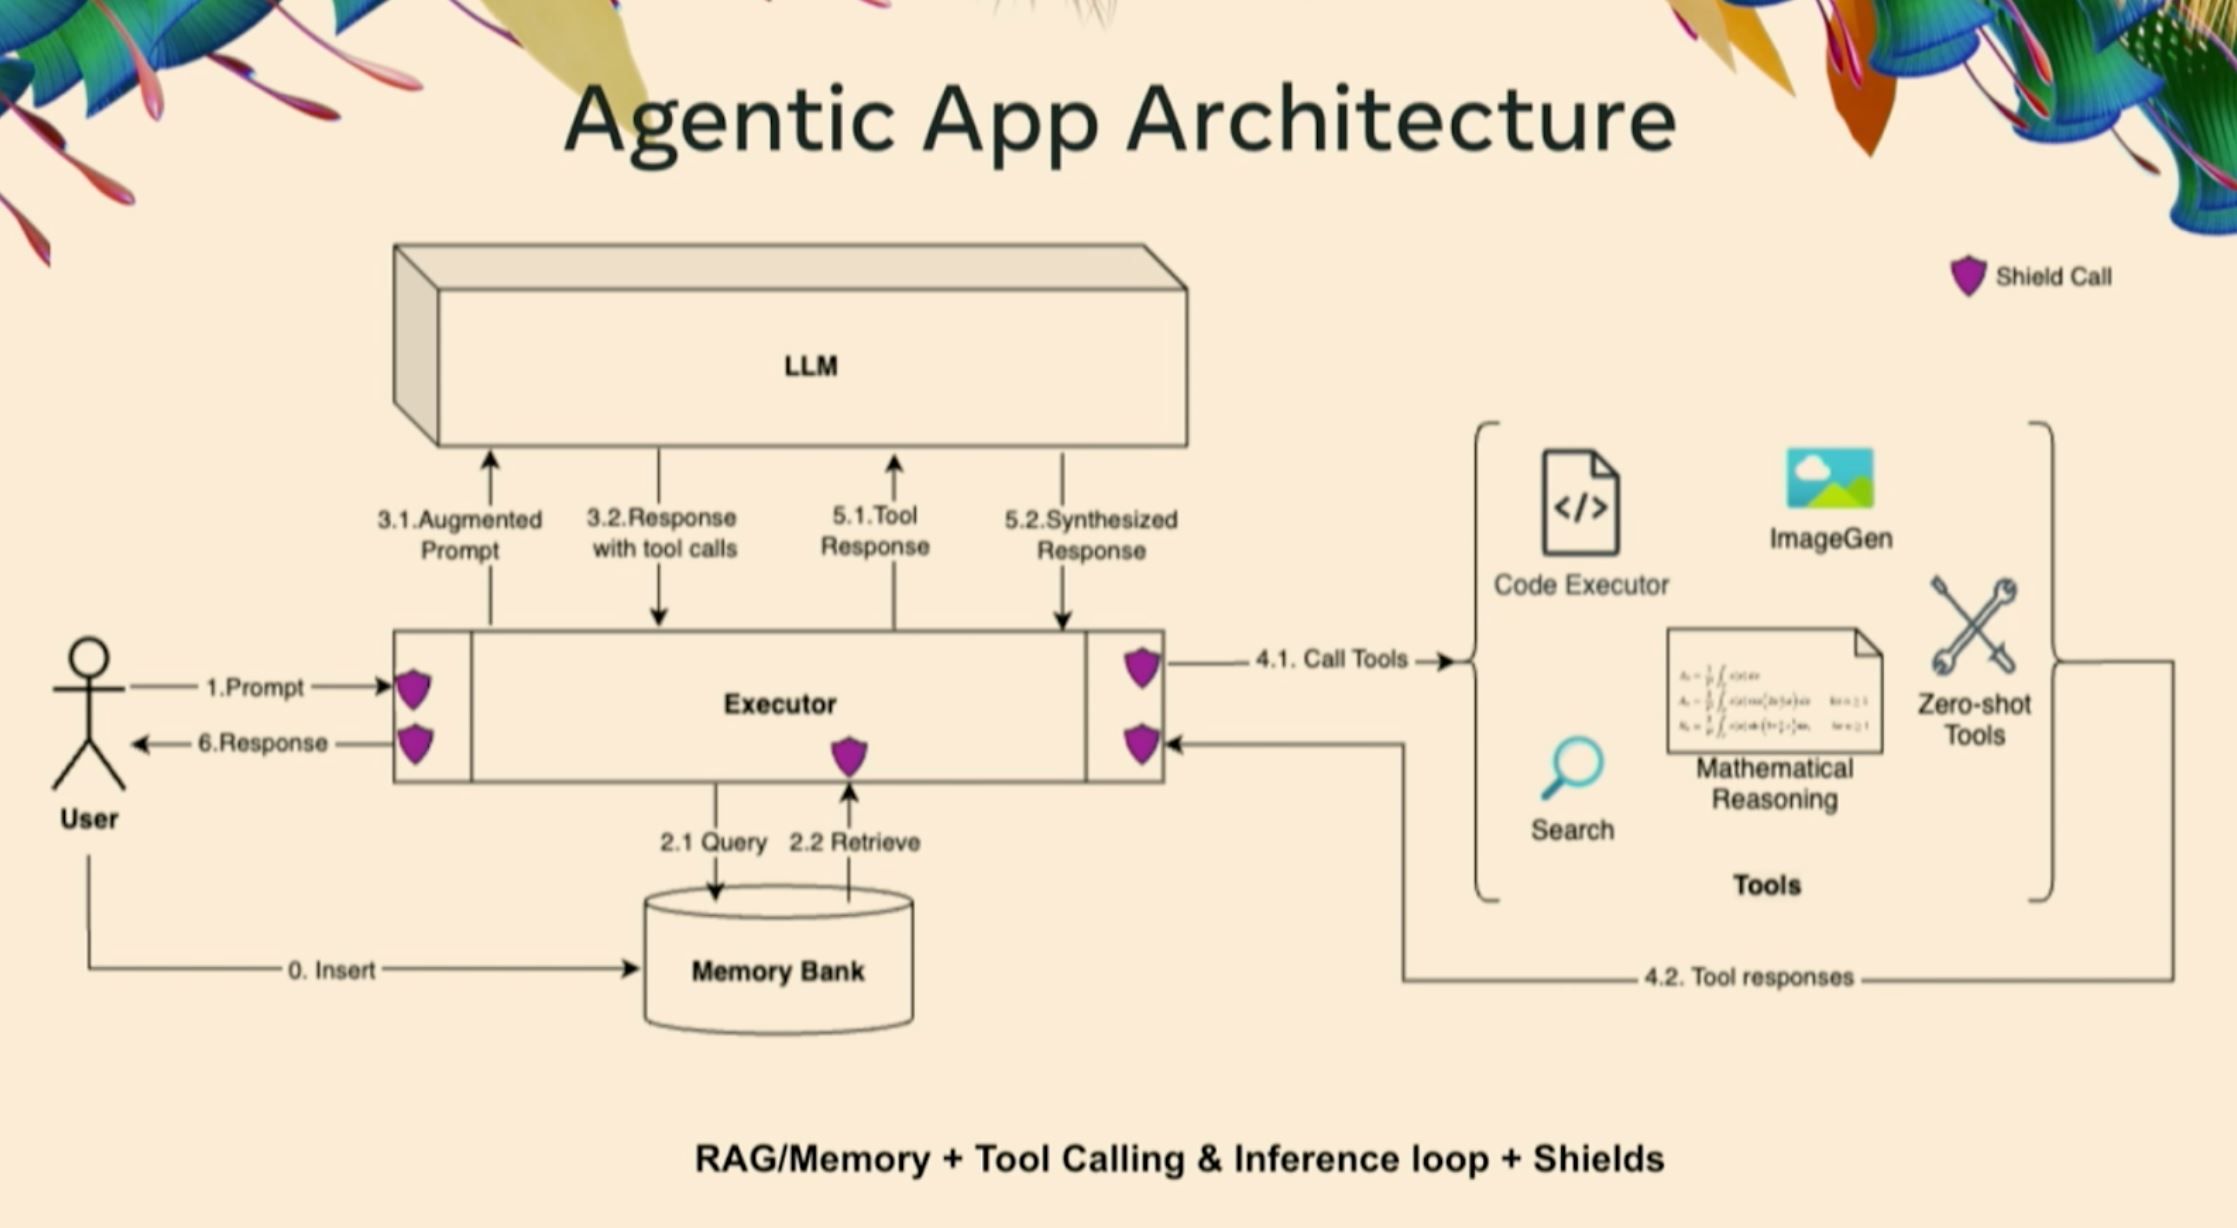 Agentic App Architecture
Shield Call
LLM
3.1.Augmented
Prompt
3.2.Response
with tool calls
5.1.Tool
Response
5.2.Synthesized
Response
</>
Code Executor
ImageGen
1.Prompt
6.Response
User
Executor
4.1. Call Tools
Zero-shot
Tools
Mathematical
Reasoning
Search
Tools
2.1 Query
2.2 Retrieve
0. Insert
Memory Bank
4.2. Tool responses
RAG/Memory + Tool Calling & Inference loop + Shields